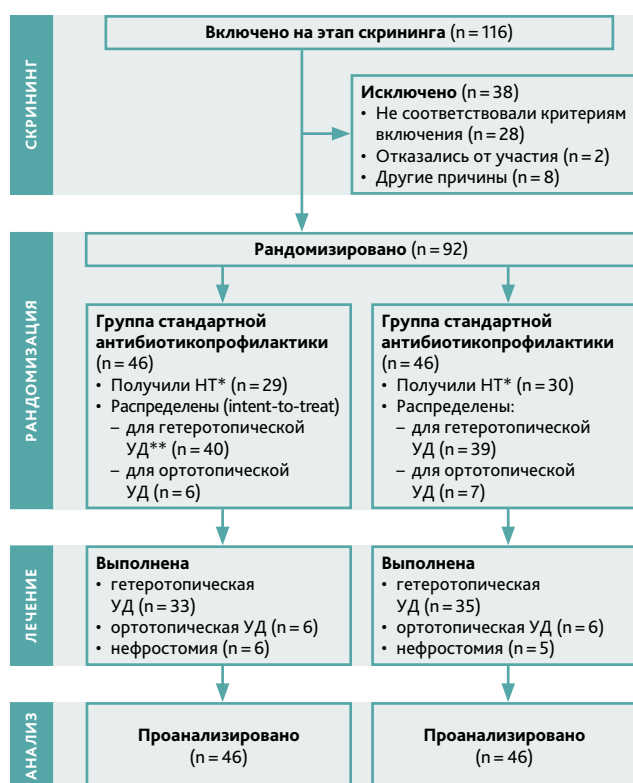 СКРИНИНГ
Включено на этап скрининга (n = 116)
Исключено (n = 38)
• Не соответствовали критериям
включения (n = 28)
• Отказались от участия (n = 2)
• Другие причины (n = 8)
РАНДОМИЗАЦИЯ
Рандомизировано (n = 92)
Группа стандартной
антибиотикопрофилактики
(n = 46)
• Получили НТ* (n = 29)
• Распределены (intent-to-treat)
– для гетеротопической
УД** (n = 40)
– для ортотопической
УД (n = 6)
Группа стандартной
антибиотикопрофилактики
(n = 46)
• Получили НТ* (n = 30)
• Распределены:
– для гетеротопической
УД (n = 39)
– для ортотопической
УД (n = 7)
ЛЕЧЕНИЕ
Выполнена
• гетеротопическая
УД (n = 33)
• ортотопическая УД (n = 6)
• нефростомия (n = 6)
Выполнена
• гетеротопическая
УД (n = 35)
• ортотопическая УД (n = 6)
• нефростомия (n = 5)
АНАЛИЗ
Проанализировано
(n = 46)
Проанализировано
(n = 46)